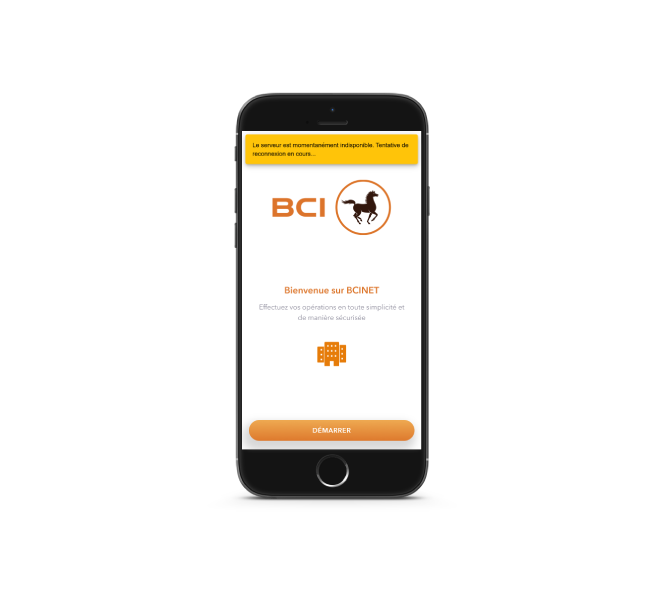 Le serveur est momentanément indisponible. Tentative de
reconnexion en cours...
BCI
Bienvenue sur BCINET
Effectuez vos opérations en toute simplicité et
de manière sécurisée
DÉMARRER